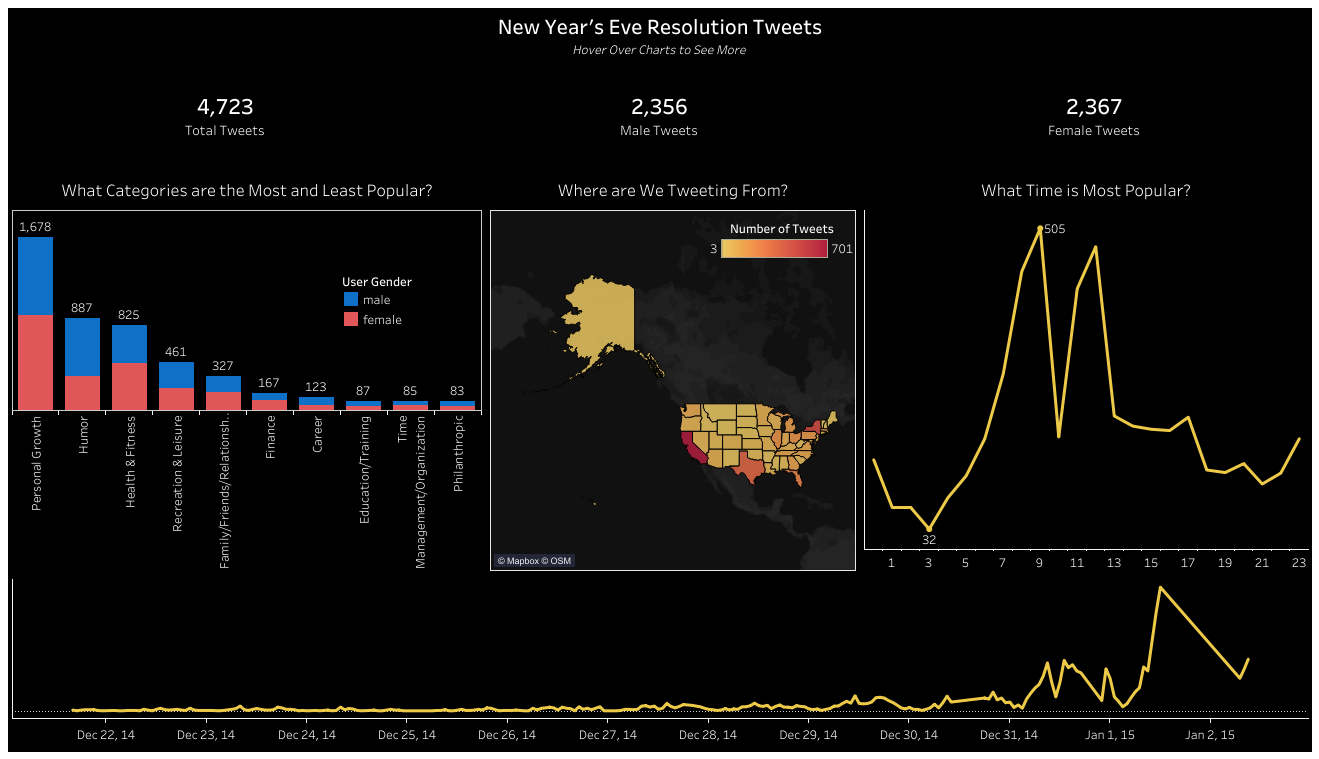 New Year’s Eve Resolution Tweets
Hover Over Charts to See More
4,723
Total Tweets
2,356
Male Tweets
2,367
Female Tweets
What Categories are the Most and Least Popular?
1,678
887
825
461
327
167
123
87
85
83
User Gender
male
female
Personal Growth
Humor
Health & Fitness
Recreation & Leisure
Family/Friends/Relationsh..
Finance
Career
Education/Training
Time
Management/Organization
Philanthropic
Where are We Tweeting From?
Number of Tweets
3 701
© Mapbox © OSM
What Time is Most Popular?
505
32
1 3 5 7 9 11 13 15 17 19 21 23
Dec 22, 14 Dec 23, 14 Dec 24, 14 Dec 25, 14 Dec 26, 14 Dec 27, 14 Dec 28, 14 Dec 29, 14 Dec 30, 14 Dec 31, 14 Jan 1, 15 Jan 2, 15